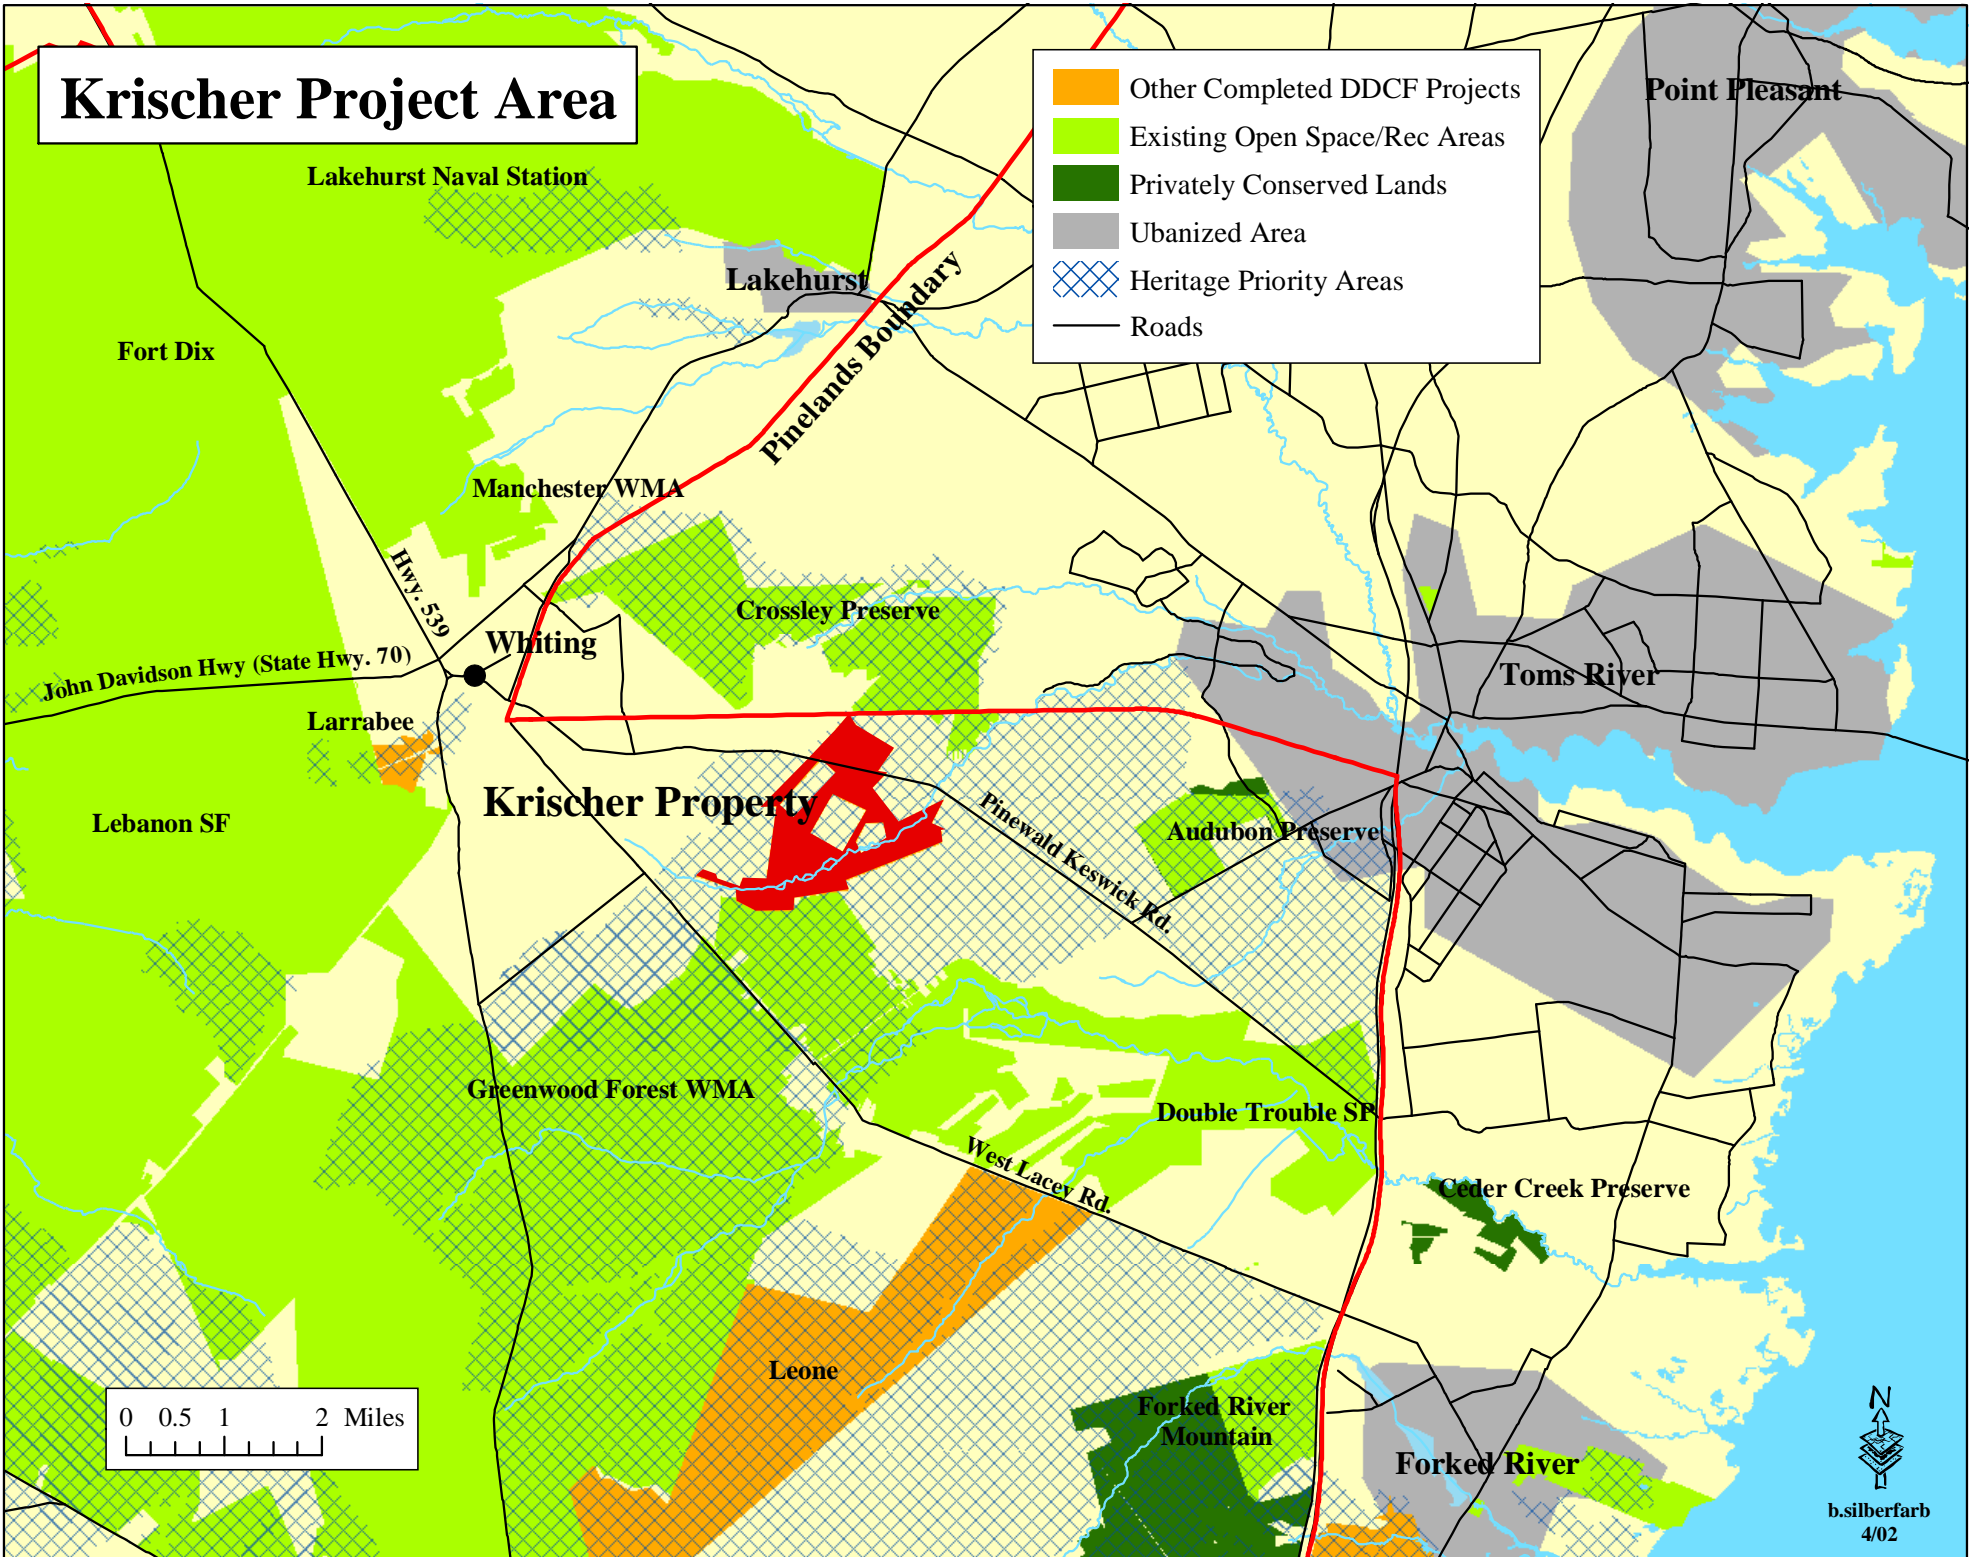 Krischer Project Area
Other Completed DDCF Projects
Existing Open Space/Rec Areas
Privately Conserved Lands
Ubanized Area
Heritage Priority Areas
Roads
Point Pleasant
Lakehurst Naval Station
Lakehurst
Pinelands Boundary
Fort Dix
Manchester WMA
Hwy. 539
Crossley Preserve
Whiting
John Davidson Hwy (State Hwy. 70)
Toms River
Larrabee
Krischer Property
Lebanon SF
Pinewald Keswick Rd.
Audubon Preserve
Greenwood Forest WMA
Double Trouble SP
West Lacey Rd.
Ceder Creek Preserve
Leone
Forked River
Mountain
Forked River
0 0.5 1 2 Miles
N
b.silberfarb
4/02